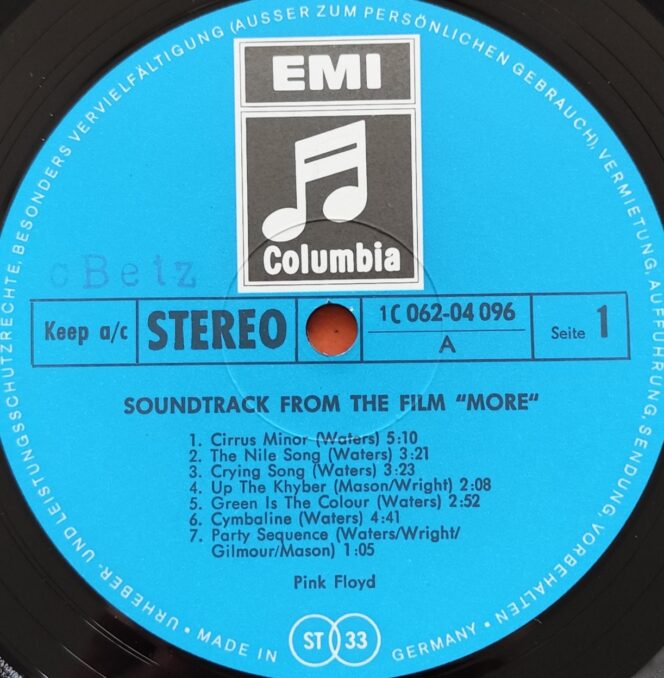 URHEBER- UND LEISTUNGSSCHUTZRECHTE, BESONDERS VERVIELFÄLTIGUNG (AUSSER ZUM PERSÖNLICHEN GEBRAUCH), VERMIETUNG, AUFFÜHRUNG, SENDUNG, VORBEHALTEN •
EMI
Columbia
c Betz
Keep a/c
STEREO
1C 062-04 096
A
Seite 1
SOUNDTRACK FROM THE FILM “MORE“
1. Cirrus Minor (Waters) 5:10
2. The Nile Song (Waters) 3:21
3. Crying Song (Waters) 3:23
4. Up The Khyber (Mason/Wright) 2:08
5. Green Is The Colour (Waters) 2:52
6. Cymbaline (Waters) 4:41
7. Party Sequence (Waters/Wright/
Gilmour/Mason) 1:05
Pink Floyd
ST 33
• MADE IN GERMANY •